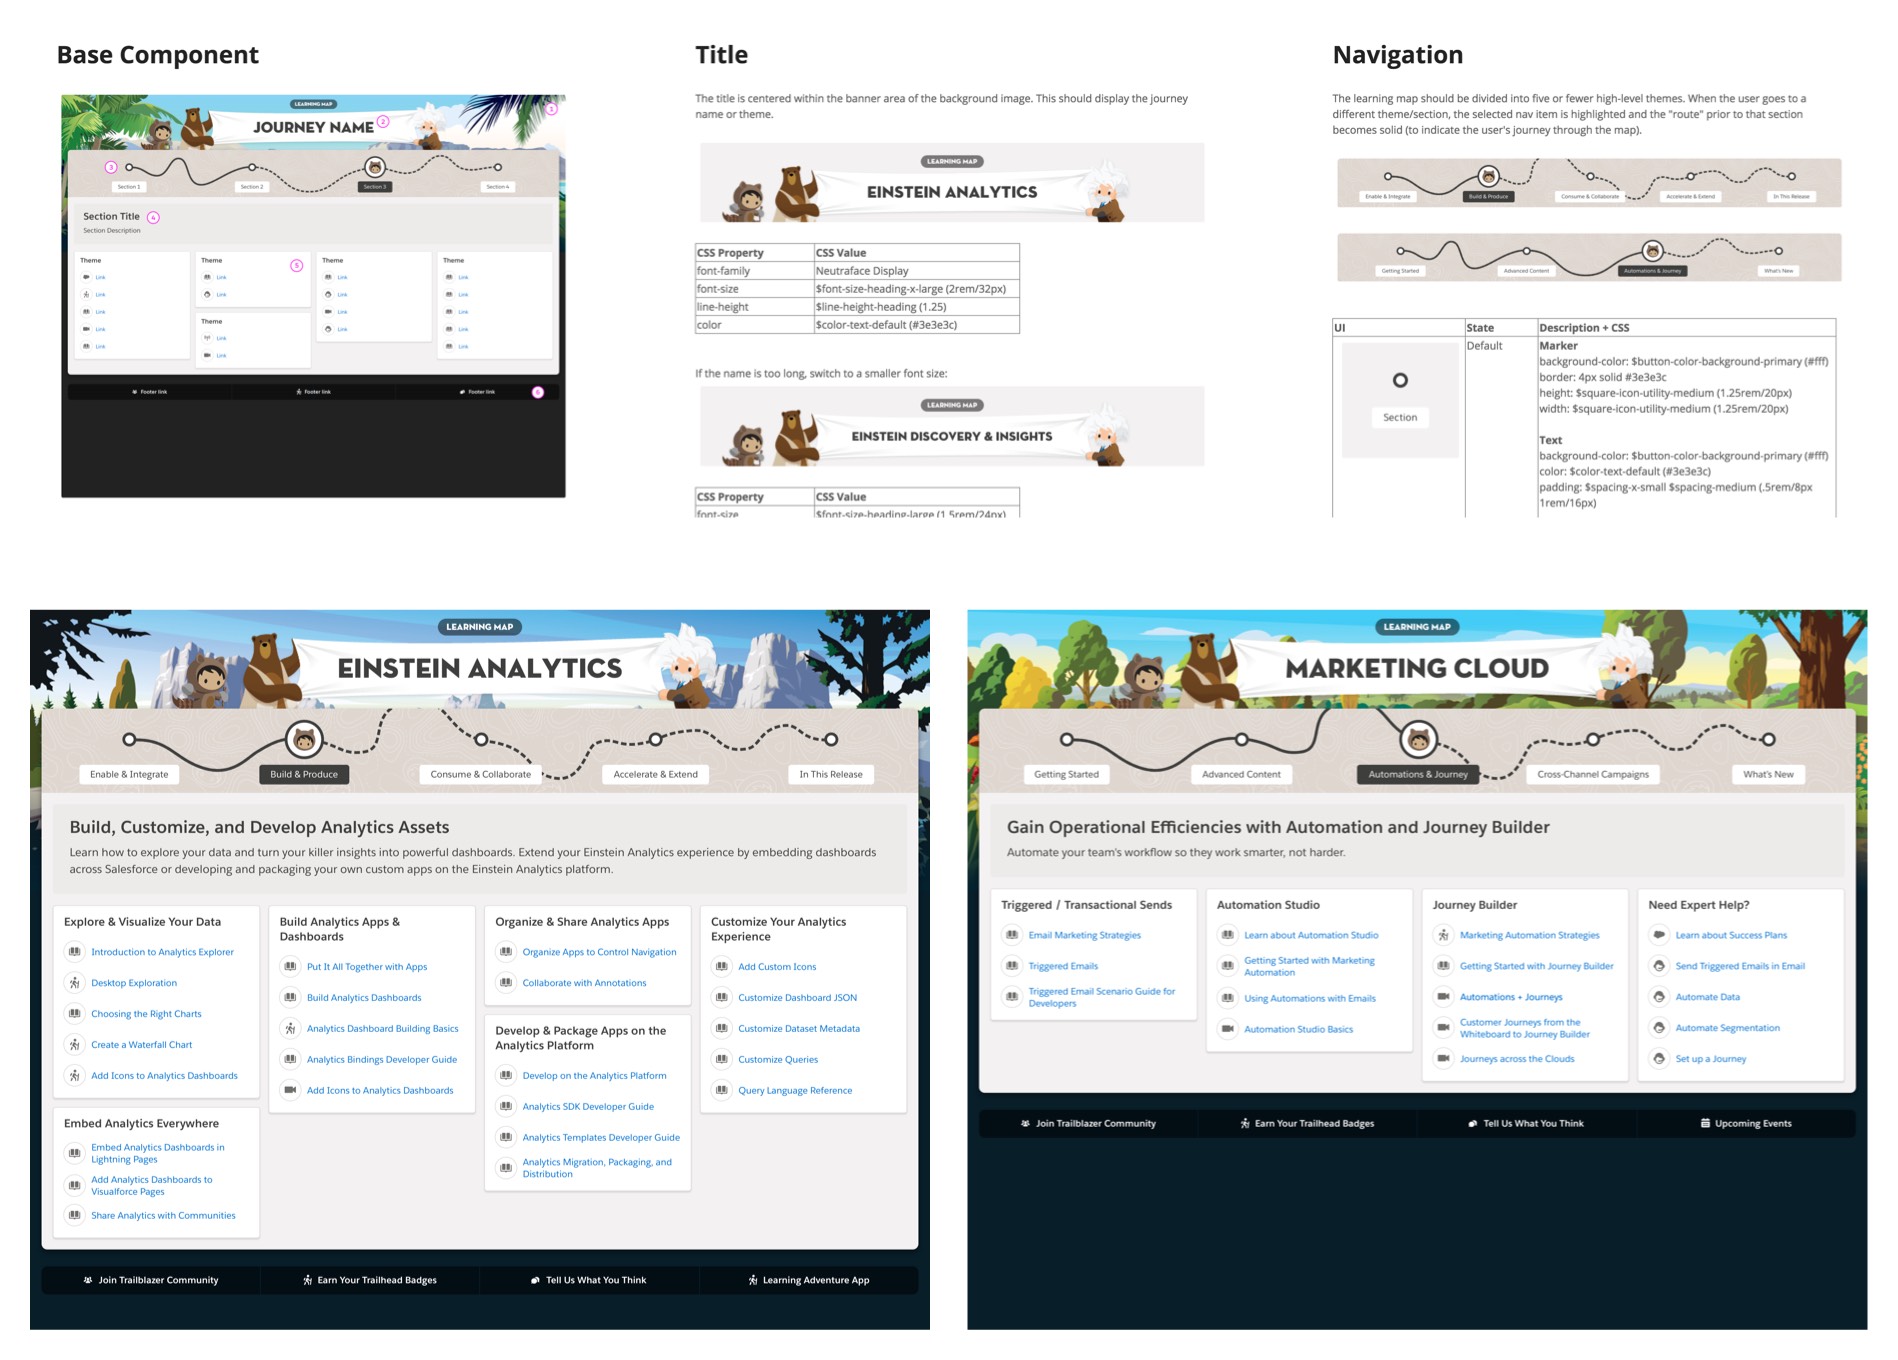 Base Component
LEARNING MAP
1
JOURNEY NAME
2
3
Section 1
Section 2
Section 3
Section 4
Section Title
4
Section Description
Theme
Link
Link
Link
Link
Link
Theme
5
Link
Link
Theme
Link
Link
Theme
Link
Link
Link
Link
Theme
Link
Link
Link
Link
Link
Footer link
Footer link
Footer link
6
Title
The title is centered within the banner area of the background image. This should display the journey
name or theme.
LEARNING MAP
EINSTEIN ANALYTICS
CSS Property CSS Value
font-family Neutraface Display
font-size $font-size-heading-x-large (2rem/32px)
line-height $line-height-heading (1.25)
color $color-text-default (#3e3e3c)
If the name is too long, switch to a smaller font size:
LEARNING MAP
EINSTEIN DISCOVERY & INSIGHTS
CSS Property CSS Value
font-size $font-size-heading-large (1.5rem/24px)
Navigation
The learning map should be divided into five or fewer high-level themes. When the user goes to a
different theme/section, the selected nav item is highlighted and the "route" prior to that section
becomes solid (to indicate the user's journey through the map).
Enable & Integrate
Build & Produce
Consume & Collaborate
Accelerate & Extend
In This Release
Getting Started
Advanced Content
Automations & Journey
What's New
UI State Description + CSS
Section
Default
Marker
background-color: $button-color-background-primary (#fff)
border: 4px solid #3e3e3c
height: $square-icon-utility-medium (1.25rem/20px)
width: $square-icon-utility-medium (1.25rem/20px)
Text
background-color: $button-color-background-primary (#fff)
color: $color-text-default (#3e3e3c)
padding: $spacing-x-small $spacing-medium (.5rem/8px
1rem/16px)
LEARNING MAP
EINSTEIN ANALYTICS
Enable & Integrate
Build & Produce
Consume & Collaborate
Accelerate & Extend
In This Release
Build, Customize, and Develop Analytics Assets
Learn how to explore your data and turn your killer insights into powerful dashboards. Extend your Einstein Analytics experience by embedding dashboards
across Salesforce or developing and packaging your own custom apps on the Einstein Analytics platform.
Explore & Visualize Your Data
Introduction to Analytics Explorer
Desktop Exploration
Choosing the Right Charts
Create a Waterfall Chart
Add Icons to Analytics Dashboards
Embed Analytics Everywhere
Embed Analytics Dashboards in
Lightning Pages
Add Analytics Dashboards to
Visualforce Pages
Share Analytics with Communities
Build Analytics Apps &
Dashboards
Put It All Together with Apps
Build Analytics Dashboards
Analytics Dashboard Building Basics
Analytics Bindings Developer Guide
Add Icons to Analytics Dashboards
Organize & Share Analytics Apps
Organize Apps to Control Navigation
Collaborate with Annotations
Develop & Package Apps on the
Analytics Platform
Develop on the Analytics Platform
Analytics SDK Developer Guide
Analytics Templates Developer Guide
Analytics Migration, Packaging, and
Distribution
Customize Your Analytics
Experience
Add Custom Icons
Customize Dashboard JSON
Customize Dataset Metadata
Customize Queries
Query Language Reference
Join Trailblazer Community
Earn Your Trailhead Badges
Tell Us What You Think
Learning Adventure App
LEARNING MAP
MARKETING CLOUD
Getting Started
Advanced Content
Automations & Journey
Cross-Channel Campaigns
What's New
Gain Operational Efficiencies with Automation and Journey Builder
Automate your team's workflow so they work smarter, not harder.
Triggered / Transactional Sends
Email Marketing Strategies
Triggered Emails
Triggered Email Scenario Guide for
Developers
Automation Studio
Learn about Automation Studio
Getting Started with Marketing
Automation
Using Automations with Emails
Automation Studio Basics
Journey Builder
Marketing Automation Strategies
Getting Started with Journey Builder
Automations + Journeys
Customer Journeys from the
Whiteboard to Journey Builder
Journeys across the Clouds
Need Expert Help?
Learn about Success Plans
Send Triggered Emails in Email
Automate Data
Automate Segmentation
Set up a Journey
Join Trailblazer Community
Earn Your Trailhead Badges
Tell Us What You Think
Upcoming Events